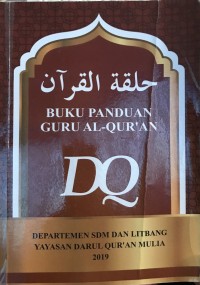 حلقة القرآن
BUKU PANDUAN
GURU AL-QUR'AN
DQ
DEPARTEMEN SDM DAN LITBANG
YAYASAN DARUL QUR'AN MULIA
2019